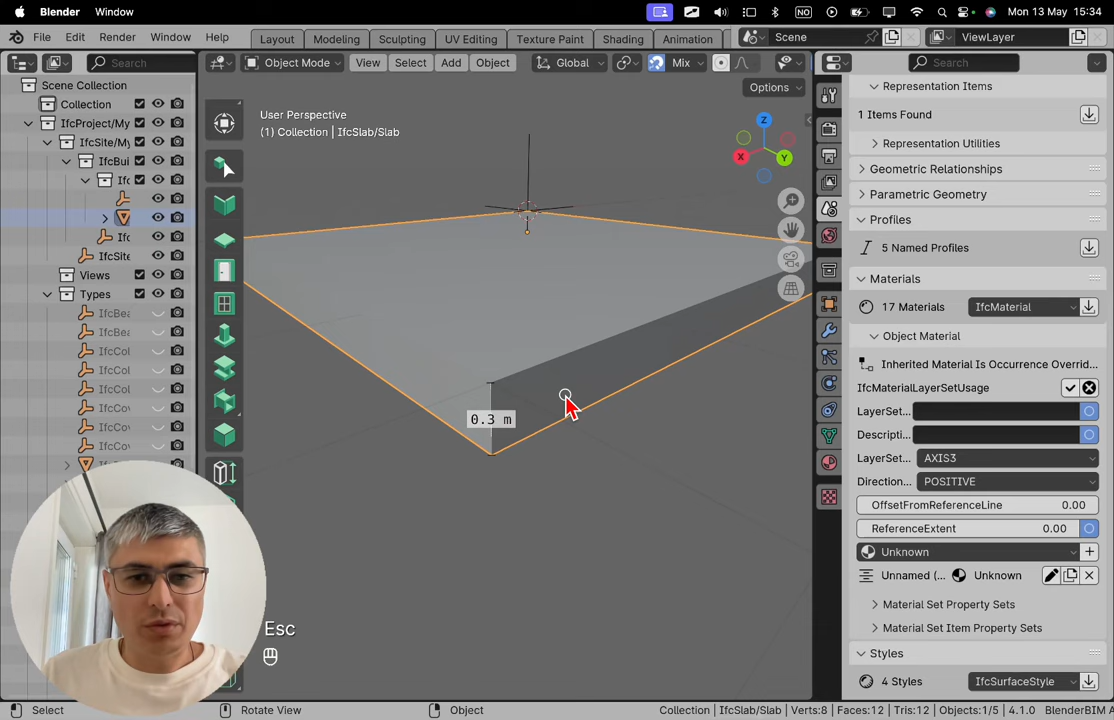 Blender Window
NO
Mon 13 May 15:34
File Edit Render Window Help
Layout Modeling Sculpting UV Editing Texture Paint Shading Animation
Scene
ViewLayer
Search
Object Mode View Select Add Object Global Mix
Search
Options
Scene Collection
Collection
IfcProject/My
IfcSite/My
IfcBui
Ifc
Ifc
IfcSite
Views
Types
IfcBea
IfcBea
IfcCol
IfcCol
IfcCol
IfcCov
IfcCov
IfcCov
User Perspective
(1) Collection | IfcSlab/Slab
Z
X
Y
0.3 m
Esc
Representation Items
1 Items Found
Representation Utilities
Geometric Relationships
Parametric Geometry
Profiles
5 Named Profiles
Materials
17 Materials IfcMaterial
Object Material
Inherited Material Is Occurrence Overrid...
IfcMaterialLayerSetUsage
LayerSet...
Descripti...
LayerSet... AXIS3
Direction... POSITIVE
OffsetFromReferenceLine 0.00
ReferenceExtent 0.00
Unknown
Unnamed (... Unknown
Material Set Property Sets
Material Set Item Property Sets
Styles
4 Styles IfcSurfaceStyle
Select Rotate View Object
Collection | IfcSlab/Slab | Verts:8 | Faces:12 | Tris:12 | Objects:1/5 | 4.1.0 BlenderBIM